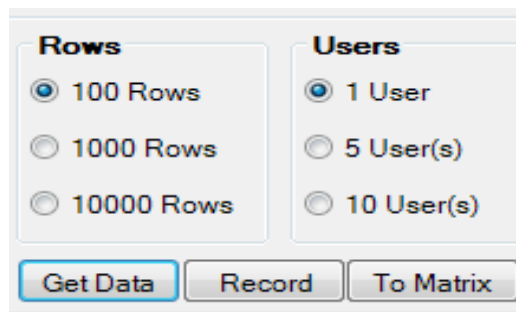 Rows
100 Rows
1000 Rows
10000 Rows
Users
1 User
5 User(s)
10 User(s)
Get Data Record To Matrix